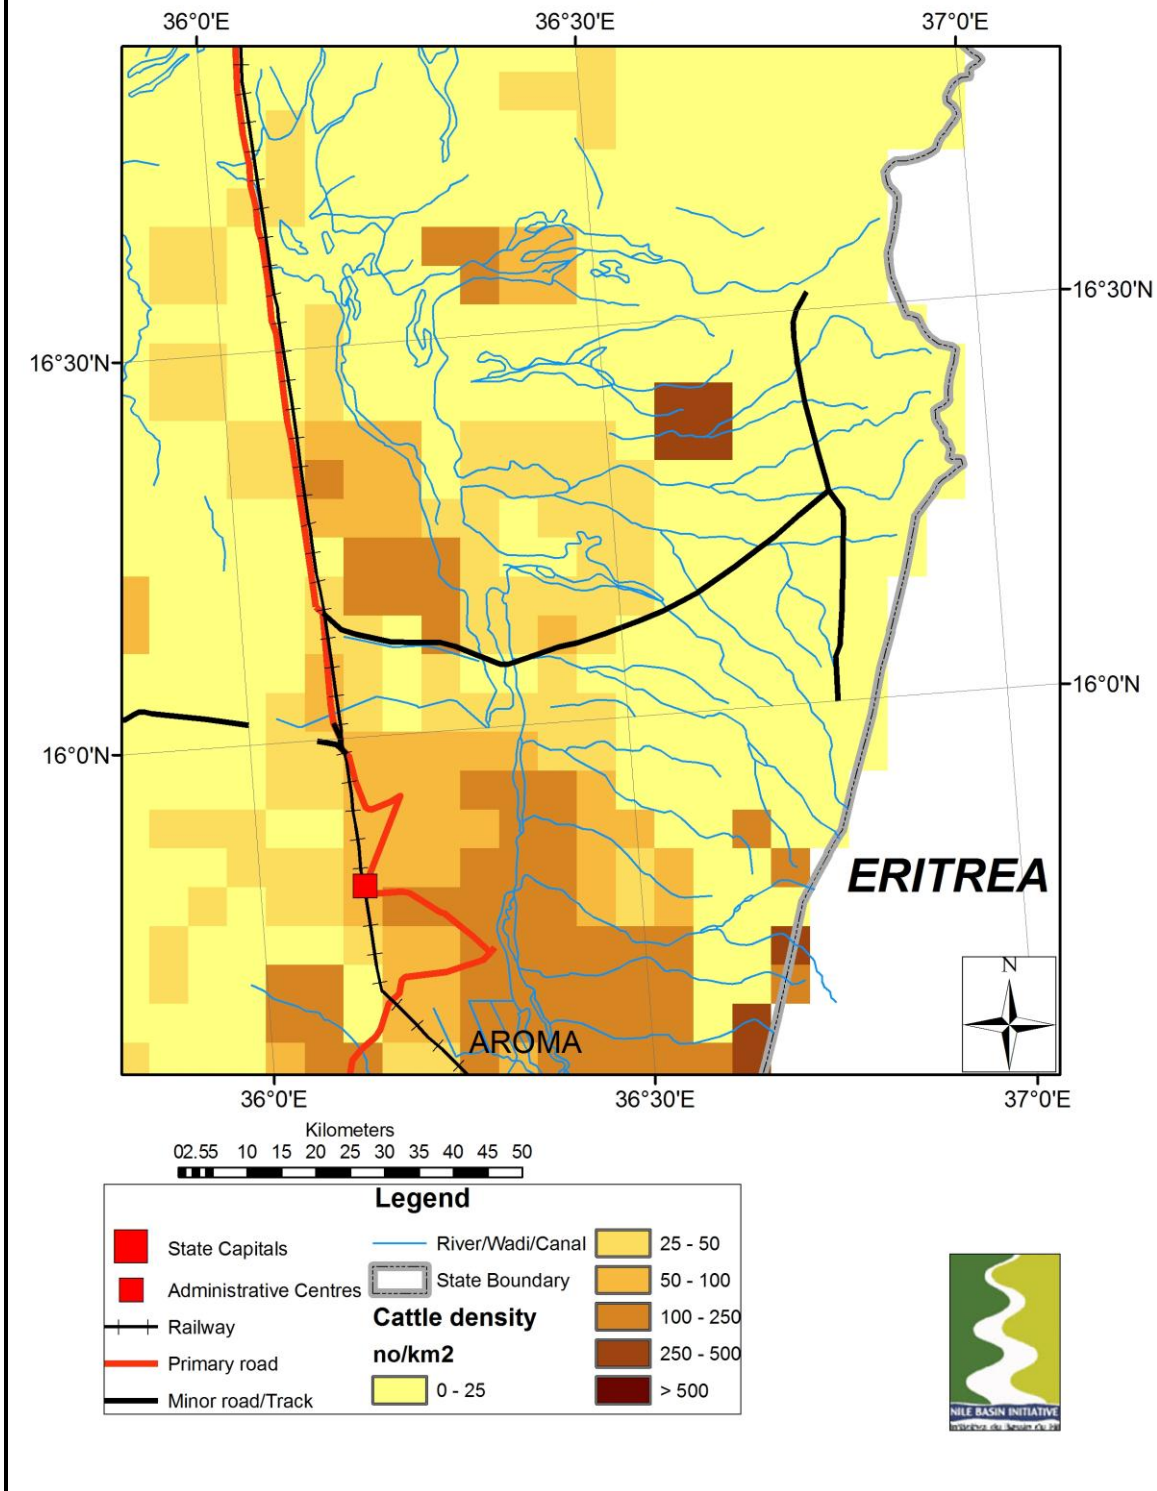 36°0'E 36°30'E 37°0'E
16°30'N
16°30'N
16°0'N
16°0'N
ERITREA
N
AROMA
36°0'E 36°30'E 37°0'E
Kilometers
02.55 10 15 20 25 30 35 40 45 50
Legend
State Capitals
Administrative Centres
Railway
Primary road
Minor road/Track
River/Wadi/Canal
State Boundary
Cattle density
no/km2
0 - 25
25 - 50
50 - 100
100 - 250
250 - 500
> 500
NILE BASIN INITIATIVE